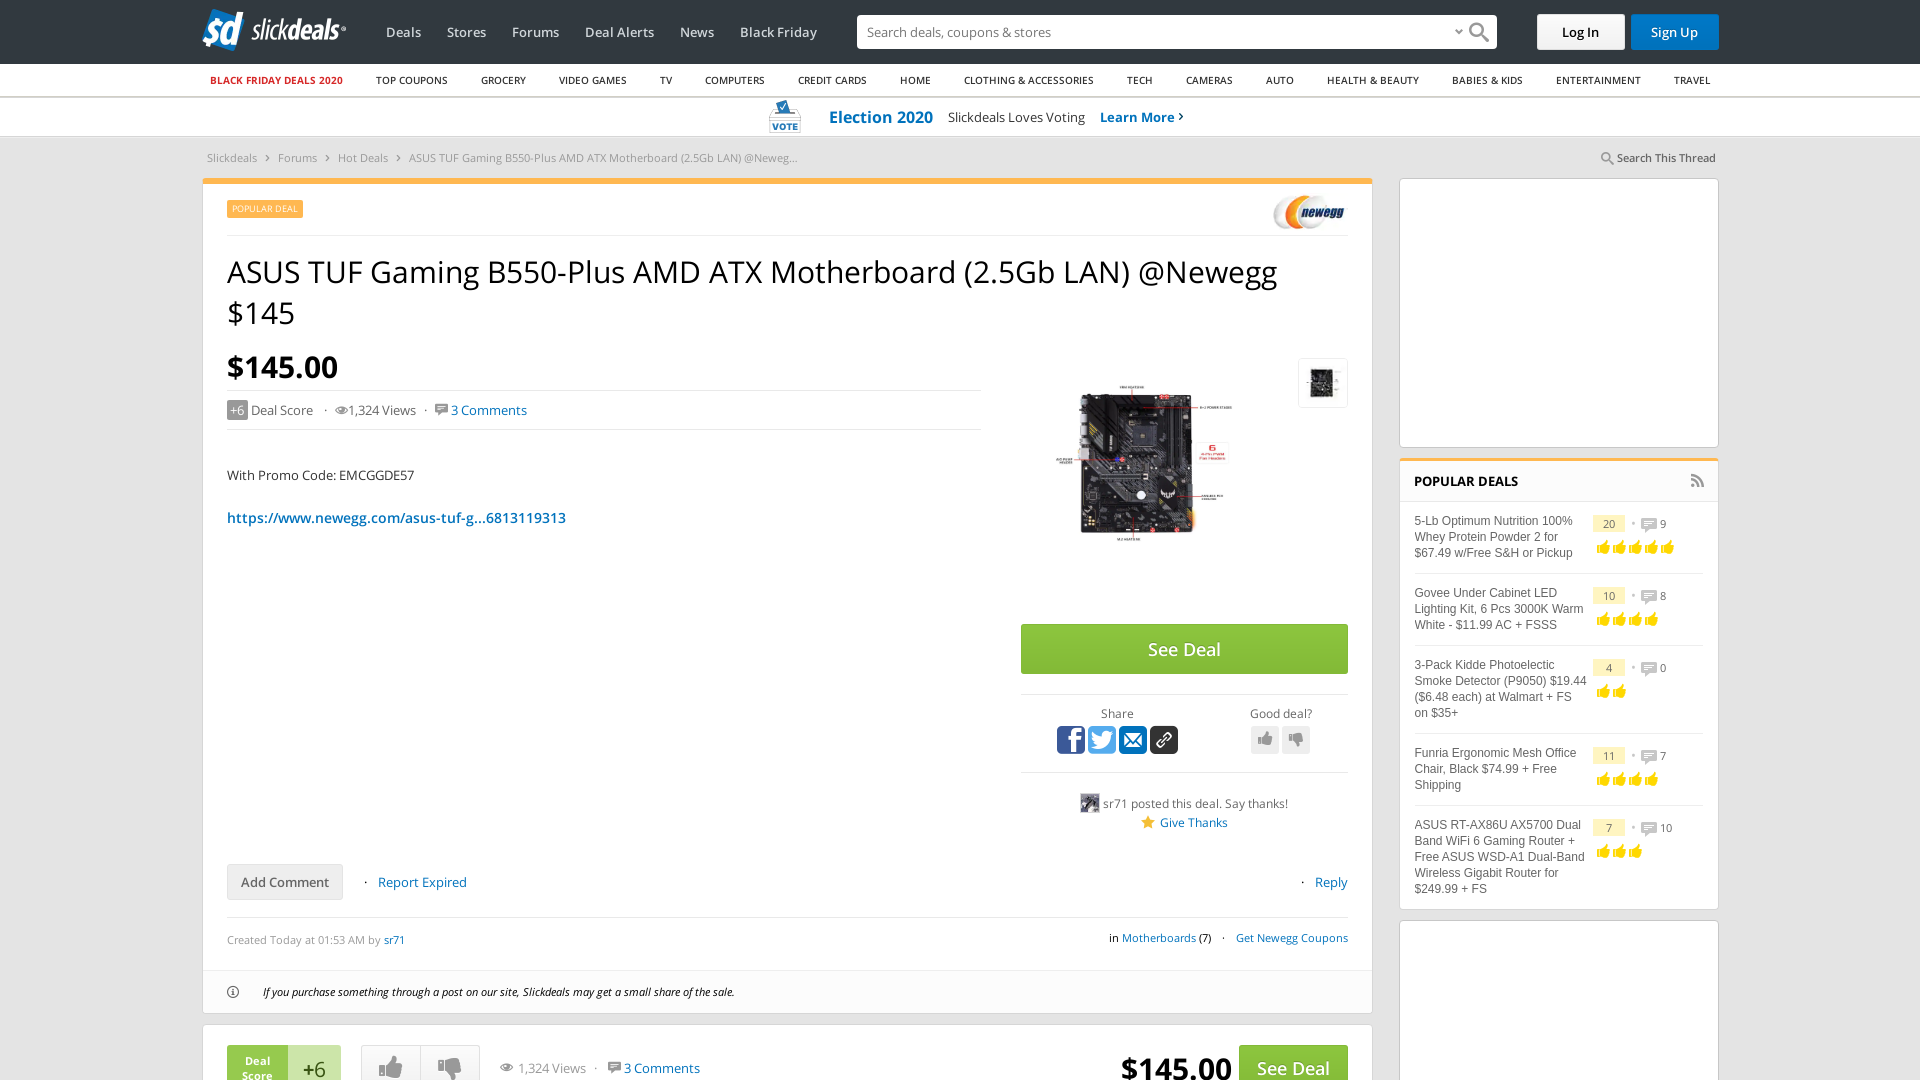 slickdeals
Deals
Stores
Forums
Deal Alerts
News
Black Friday
Search deals, coupons & stores
Log In
Sign Up
BLACK FRIDAY DEALS 2020
TOP COUPONS
GROCERY
VIDEO GAMES
TV
COMPUTERS
CREDIT CARDS
HOME
CLOTHING & ACCESSORIES
TECH
CAMERAS
AUTO
HEALTH & BEAUTY
BABIES & KIDS
ENTERTAINMENT
TRAVEL
VOTE
Election 2020 Slickdeals Loves Voting Learn More
Slickdeals > Forums > Hot Deals > ASUS TUF Gaming B550-Plus AMD ATX Motherboard (2.5Gb LAN) @Neweg...
Search This Thread
POPULAR DEAL
newegg
ASUS TUF Gaming B550-Plus AMD ATX Motherboard (2.5Gb LAN) @Newegg
$145
$145.00
+6 Deal Score · 1,324 Views · 3 Comments
With Promo Code: EMCGGDE57
https://www.newegg.com/asus-tuf-g...6813119313
6
See Deal
Share
Good deal?
sr71 posted this deal. Say thanks!
Give Thanks
Add Comment
· Report Expired
· Reply
Created Today at 01:53 AM by sr71
in Motherboards (7) · Get Newegg Coupons
If you purchase something through a post on our site, Slickdeals may get a small share of the sale.
Deal
Score
+6
1,324 Views · 3 Comments
$145.00
See Deal
POPULAR DEALS
5-Lb Optimum Nutrition 100%
Whey Protein Powder 2 for
$67.49 w/Free S&H or Pickup
20 • 9
Govee Under Cabinet LED
Lighting Kit, 6 Pcs 3000K Warm
White - $11.99 AC + FSSS
10 • 8
3-Pack Kidde Photoelectic
Smoke Detector (P9050) $19.44
($6.48 each) at Walmart + FS
on $35+
4 • 0
Funria Ergonomic Mesh Office
Chair, Black $74.99 + Free
Shipping
11 • 7
ASUS RT-AX86U AX5700 Dual
Band WiFi 6 Gaming Router +
Free ASUS WSD-A1 Dual-Band
Wireless Gigabit Router for
$249.99 + FS
7 • 10